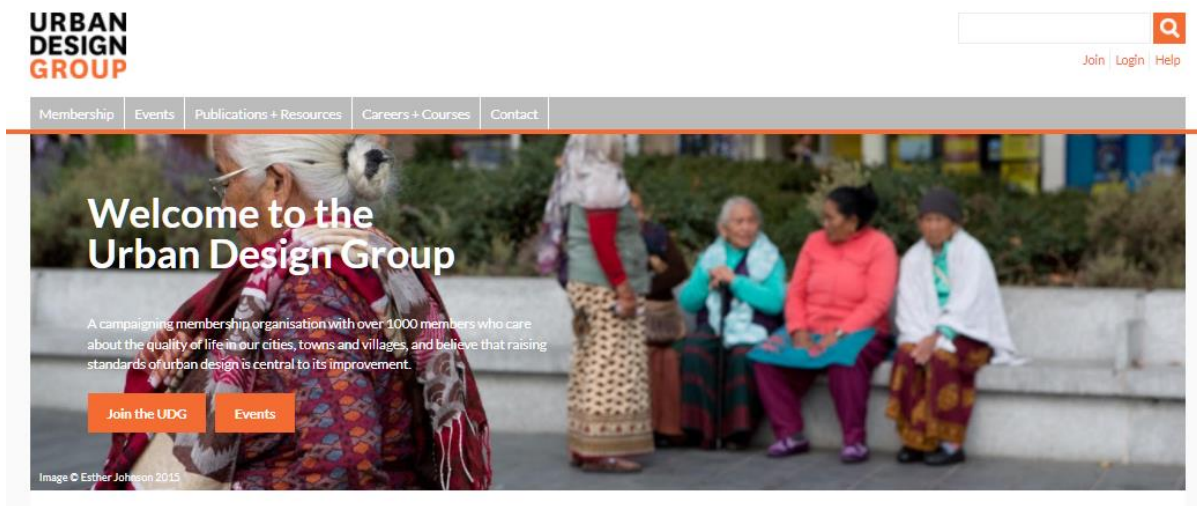 URBAN
DESIGN
GROUP
Join Login Help
Membership Events Publications + Resources Careers + Courses Contact
Welcome to the
Urban Design Group
A campaigning membership organisation with over 1000 members who care
about the quality of life in our cities, towns and villages, and believe that raising
standards of urban design is central to its improvement.
Join the UDG Events
Image © Esther Johnson 2015